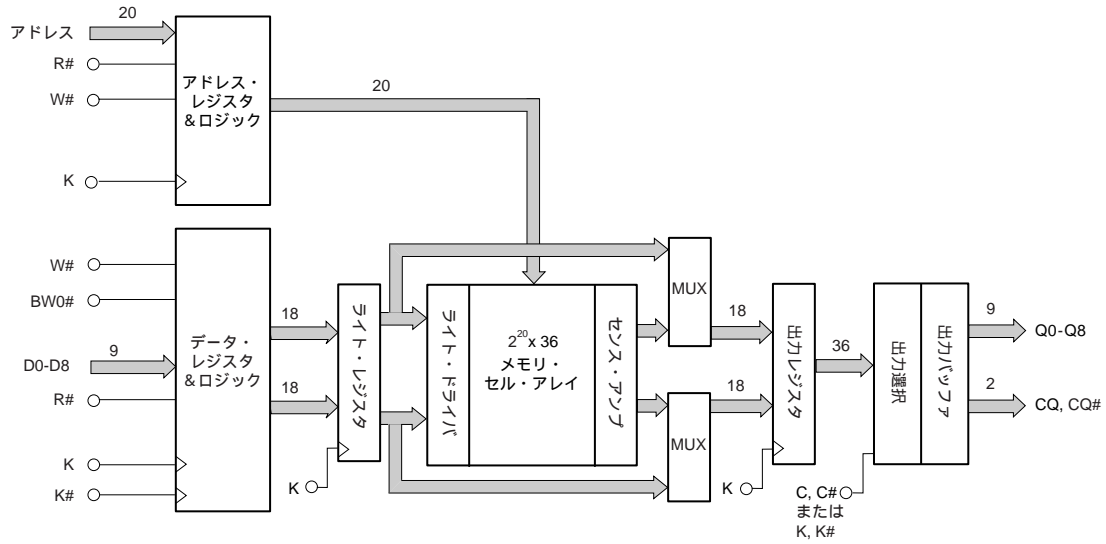 アドレス
20
R#
W#
K
アドレス・
レジスタ
&ロジック
20
W#
BW0#
D0-D8
9
R#
K
K#
データ・
レジスタ
&ロジック
18
18
ライト・レジスタ
K
ライト・ドライバ
2²⁰ x 36
メモリ・
セル・アレイ
センス・アンプ
MUX
MUX
18
18
出力レジスタ
K
36
出力選択
出力バッファ
C, C#
または
K, K#
9
Q0-Q8
2
CQ, CQ#